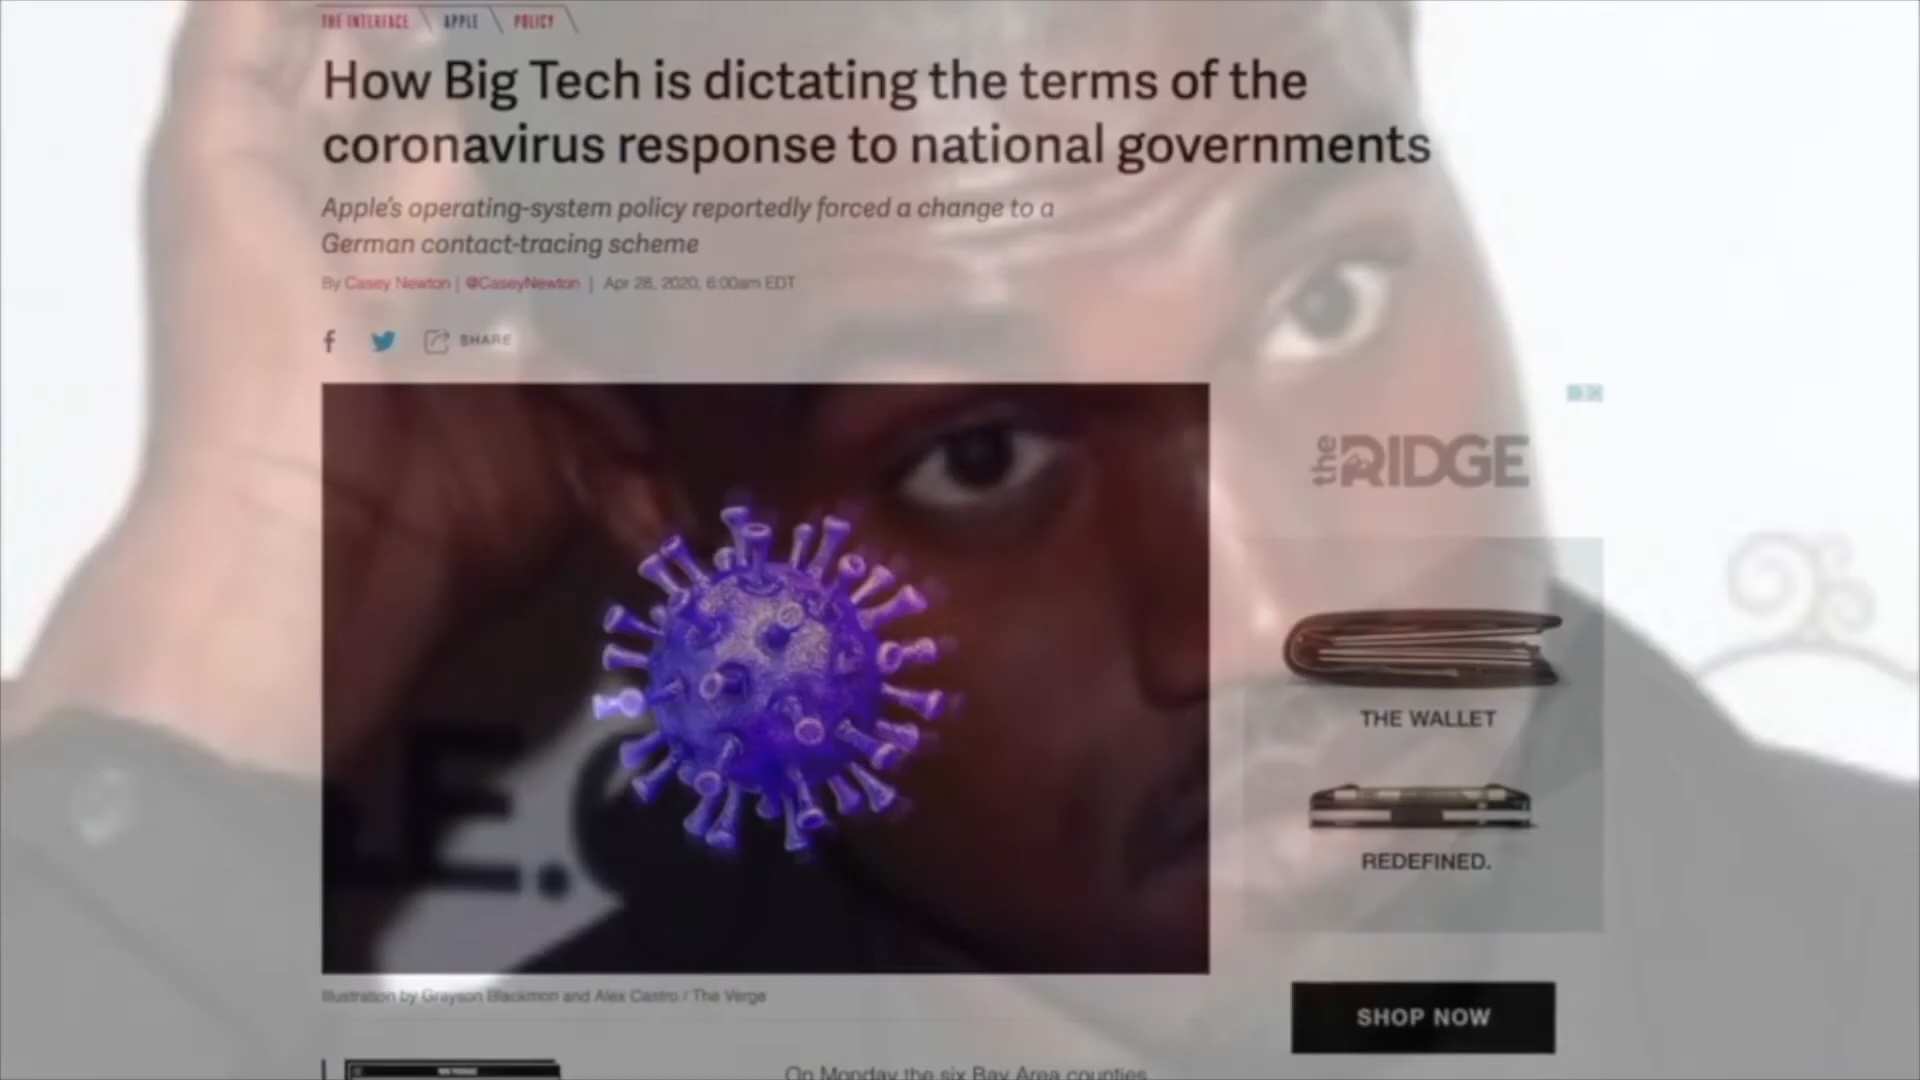 THE INTERFACE APPLE POLICY
How Big Tech is dictating the terms of the
coronavirus response to national governments
Apple's operating-system policy reportedly forced a change to a
German contact-tracing scheme
By Casey Newton | @CaseyNewton | Apr 28, 2020, 6:00am EDT
SHARE
the RIDGE
THE WALLET
REDEFINED.
E.
Illustration by Grayson Blackmon and Alex Castro / The Verge
SHOP NOW
On Monday the six Bay Area counties